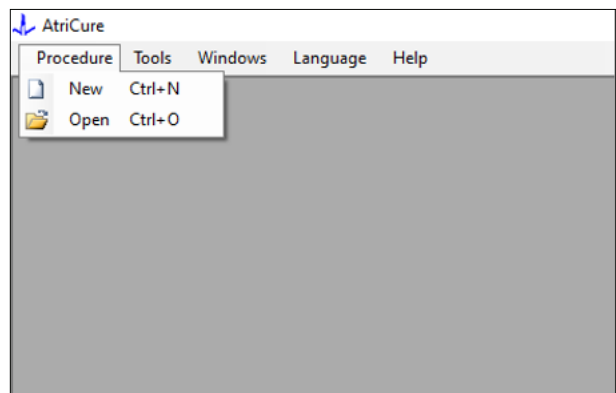 AtriCure
Procedure Tools Windows Language Help
New Ctrl+N
Open Ctrl+O